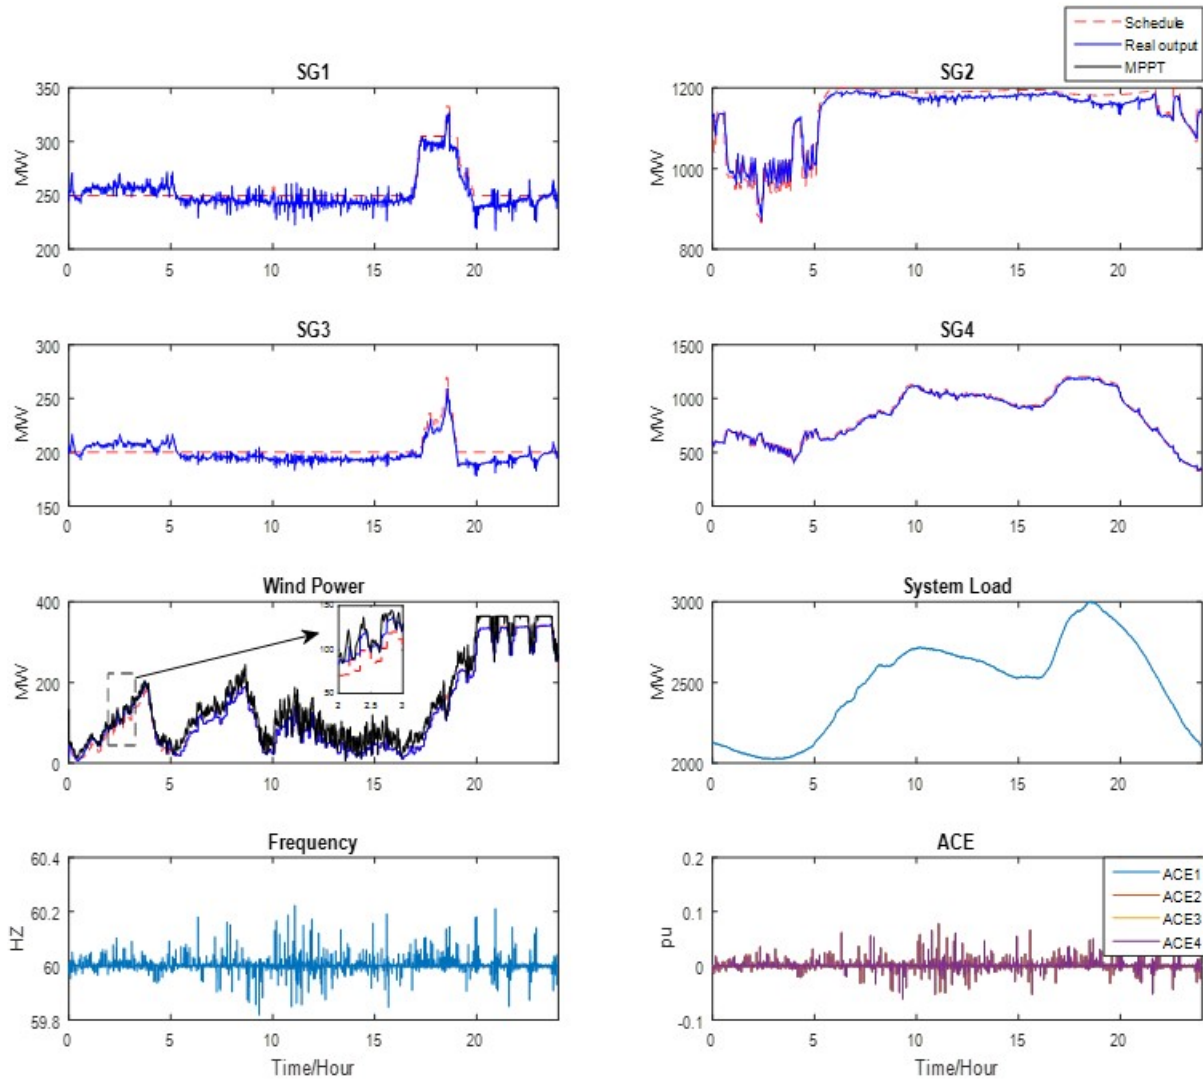 Schedule
Real output
MPPT
SG1
SG2
350
300
250
200
MW
0 5 10 15 20
1200
1000
800
MW
0 5 10 15 20
SG3
SG4
300
250
200
150
MW
0 5 10 15 20
1500
1000
500
0
MW
0 5 10 15 20
Wind Power
System Load
400
200
0
MW
150
100
50
2 2.5 3
0 5 10 15 20
3000
2500
2000
MW
0 5 10 15 20
Frequency
ACE
60.4
60.2
60
59.8
HZ
0 5 10 15 20
Time/Hour
0.2
0.1
0
-0.1
pu
ACE1
ACE2
ACE3
ACE4
0 5 10 15 20
Time/Hour